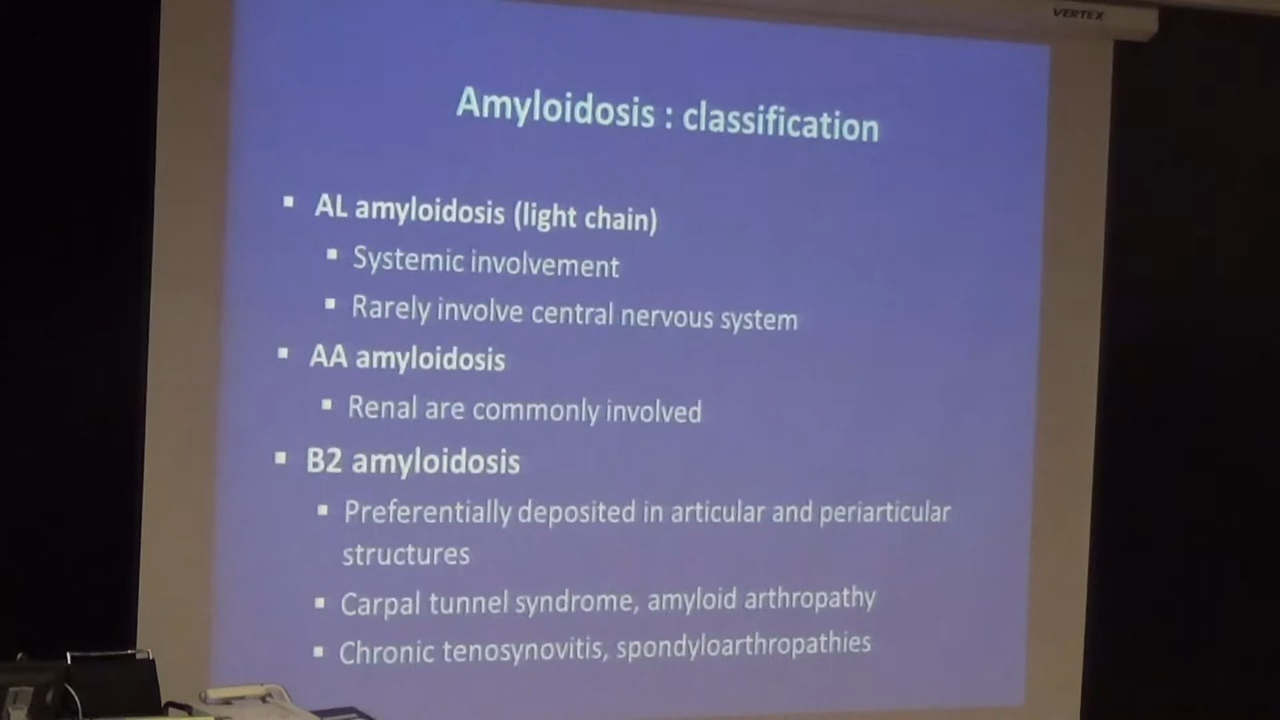 VERTEX
Amyloidosis : classification
▪ AL amyloidosis (light chain)
▪ Systemic involvement
▪ Rarely involve central nervous system
▪ AA amyloidosis
▪ Renal are commonly involved
▪ B2 amyloidosis
▪ Preferentially deposited in articular and periarticular
structures
▪ Carpal tunnel syndrome, amyloid arthropathy
▪ Chronic tenosynovitis, spondyloarthropathies